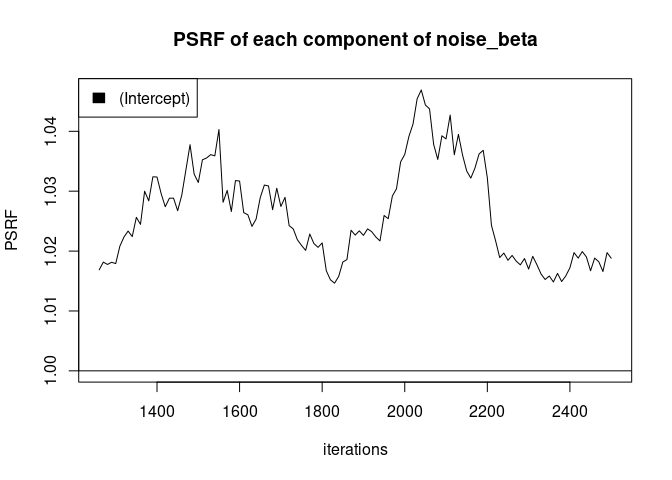 PSRF of each component of noise_beta
(Intercept)
PSRF
1.04
1.03
1.02
1.01
1.00
1400 1600 1800 2000 2200 2400
iterations